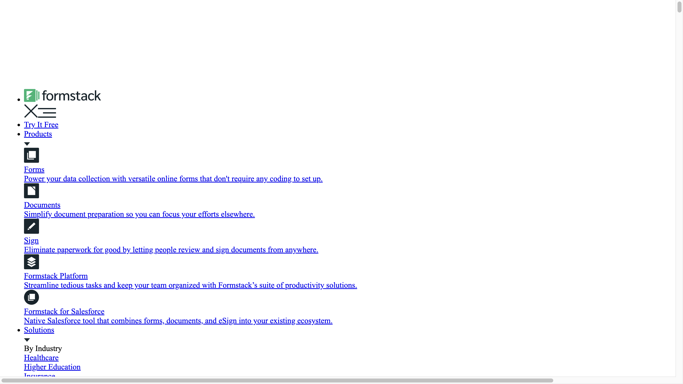 formstack
Try It Free
Products
Forms
Power your data collection with versatile online forms that don't require any coding to set up.
Documents
Simplify document preparation so you can focus your efforts elsewhere.
Sign
Eliminate paperwork for good by letting people review and sign documents from anywhere.
Formstack Platform
Streamline tedious tasks and keep your team organized with Formstack's suite of productivity solutions.
Formstack for Salesforce
Native Salesforce tool that combines forms, documents, and eSign into your existing ecosystem.
Solutions
By Industry
Healthcare
Higher Education
Insurance